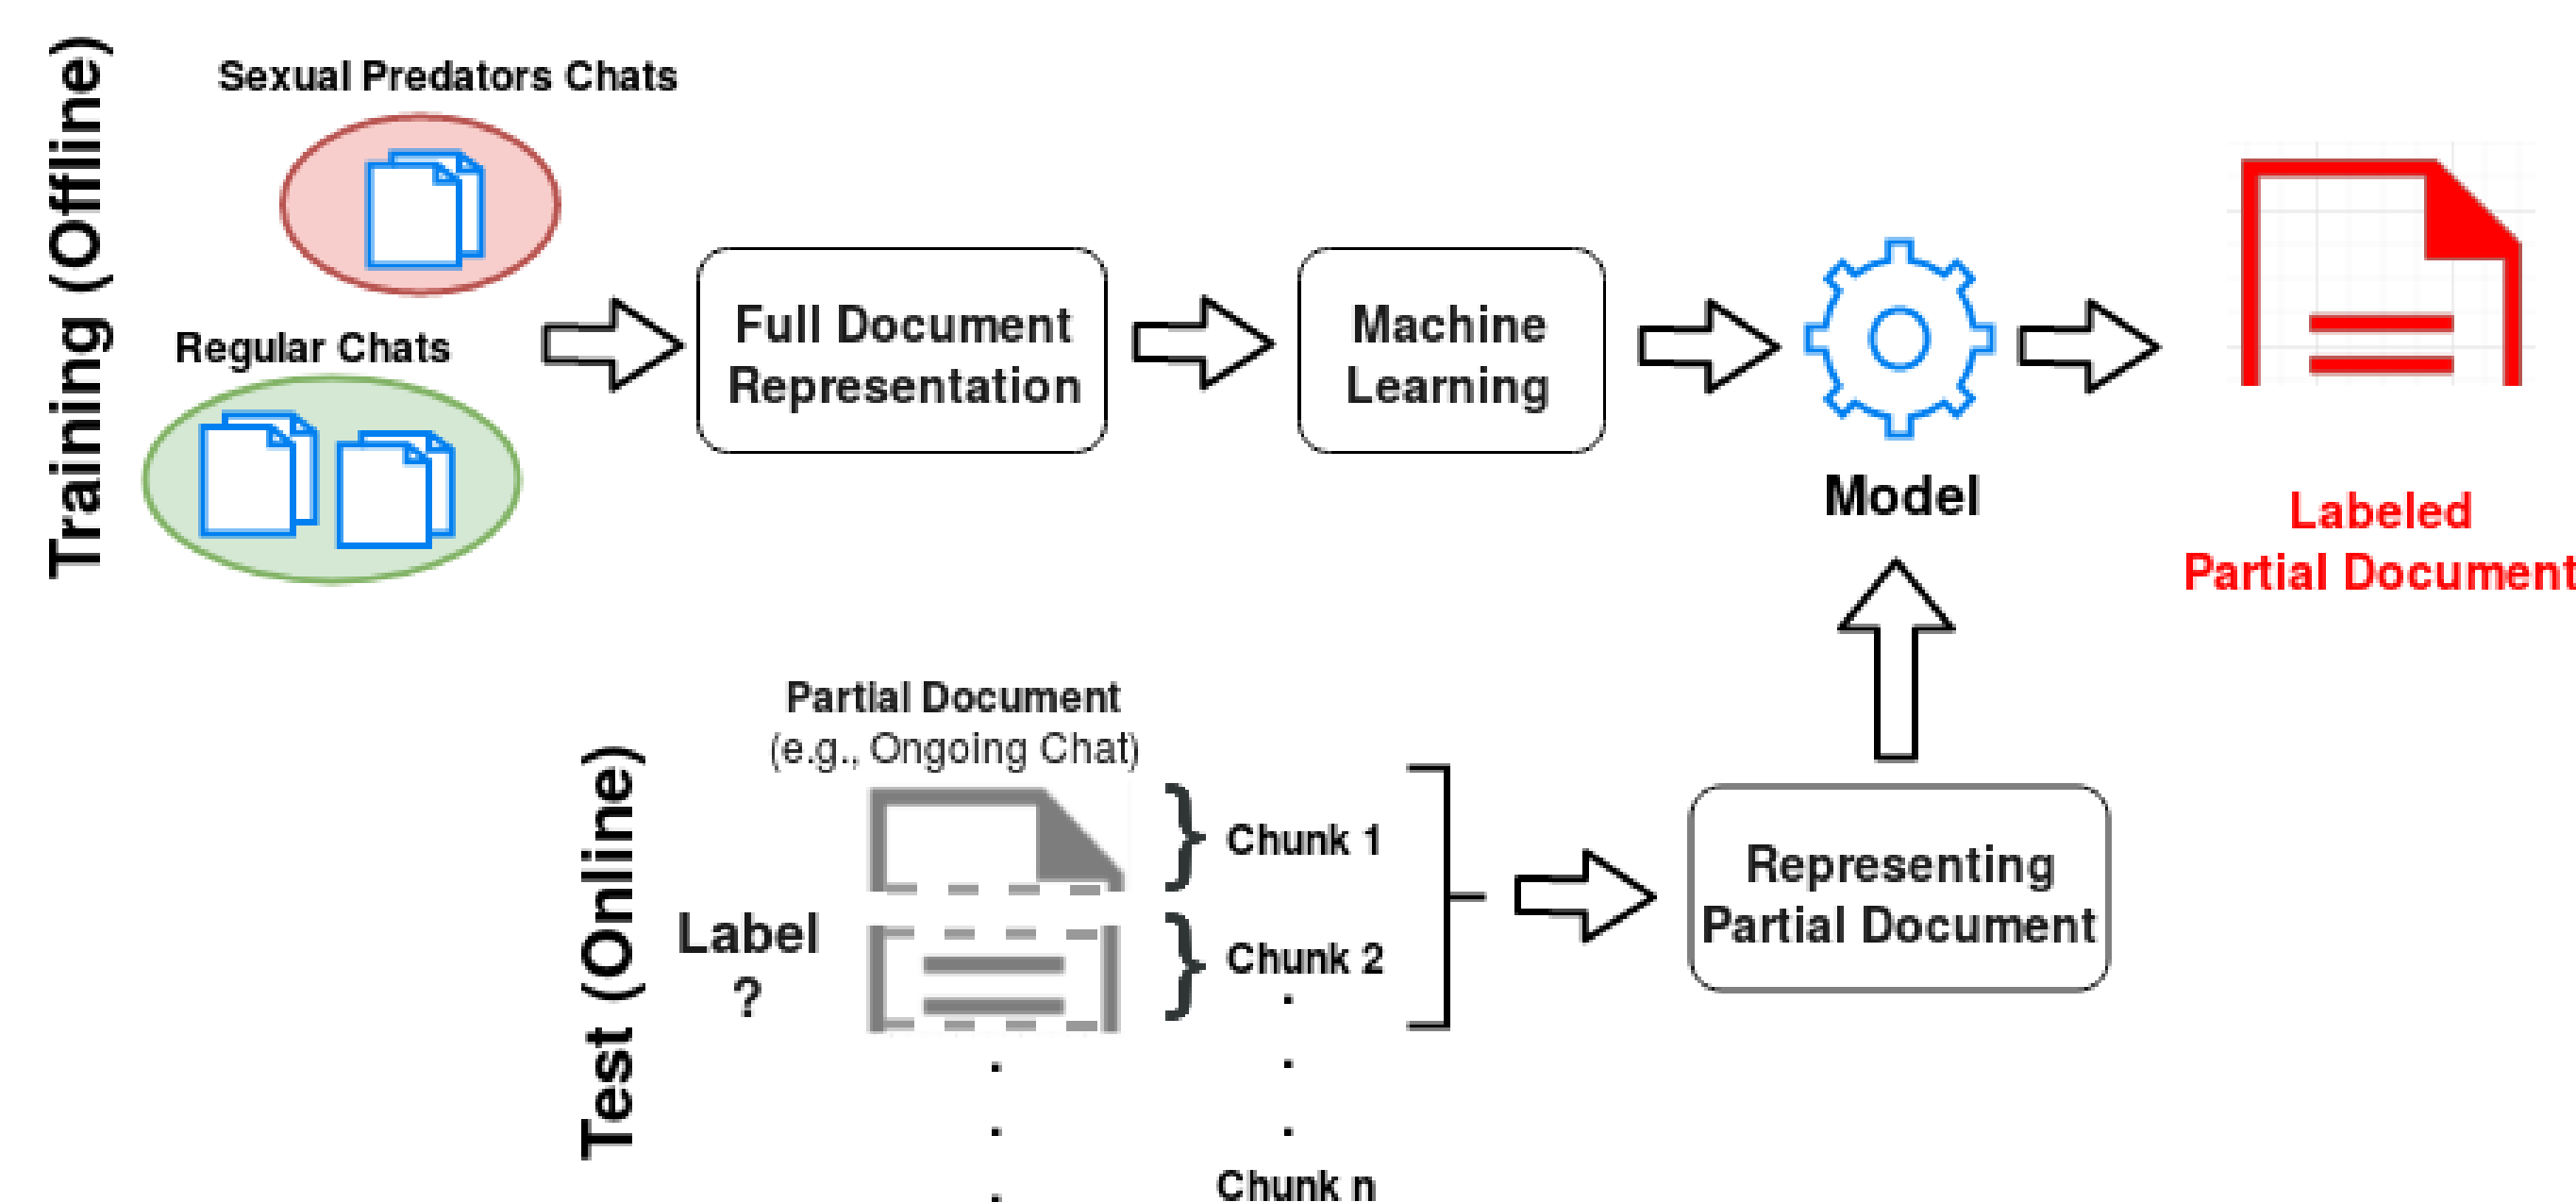 Training (Offline)
Sexual Predators Chats
Regular Chats
Full Document
Representation
Machine
Learning
Model
Labeled
Partial Document
Test (Online)
Partial Document
(e.g., Ongoing Chat)
Label
?
Chunk 1
Chunk 2
Chunk n
Representing
Partial Document